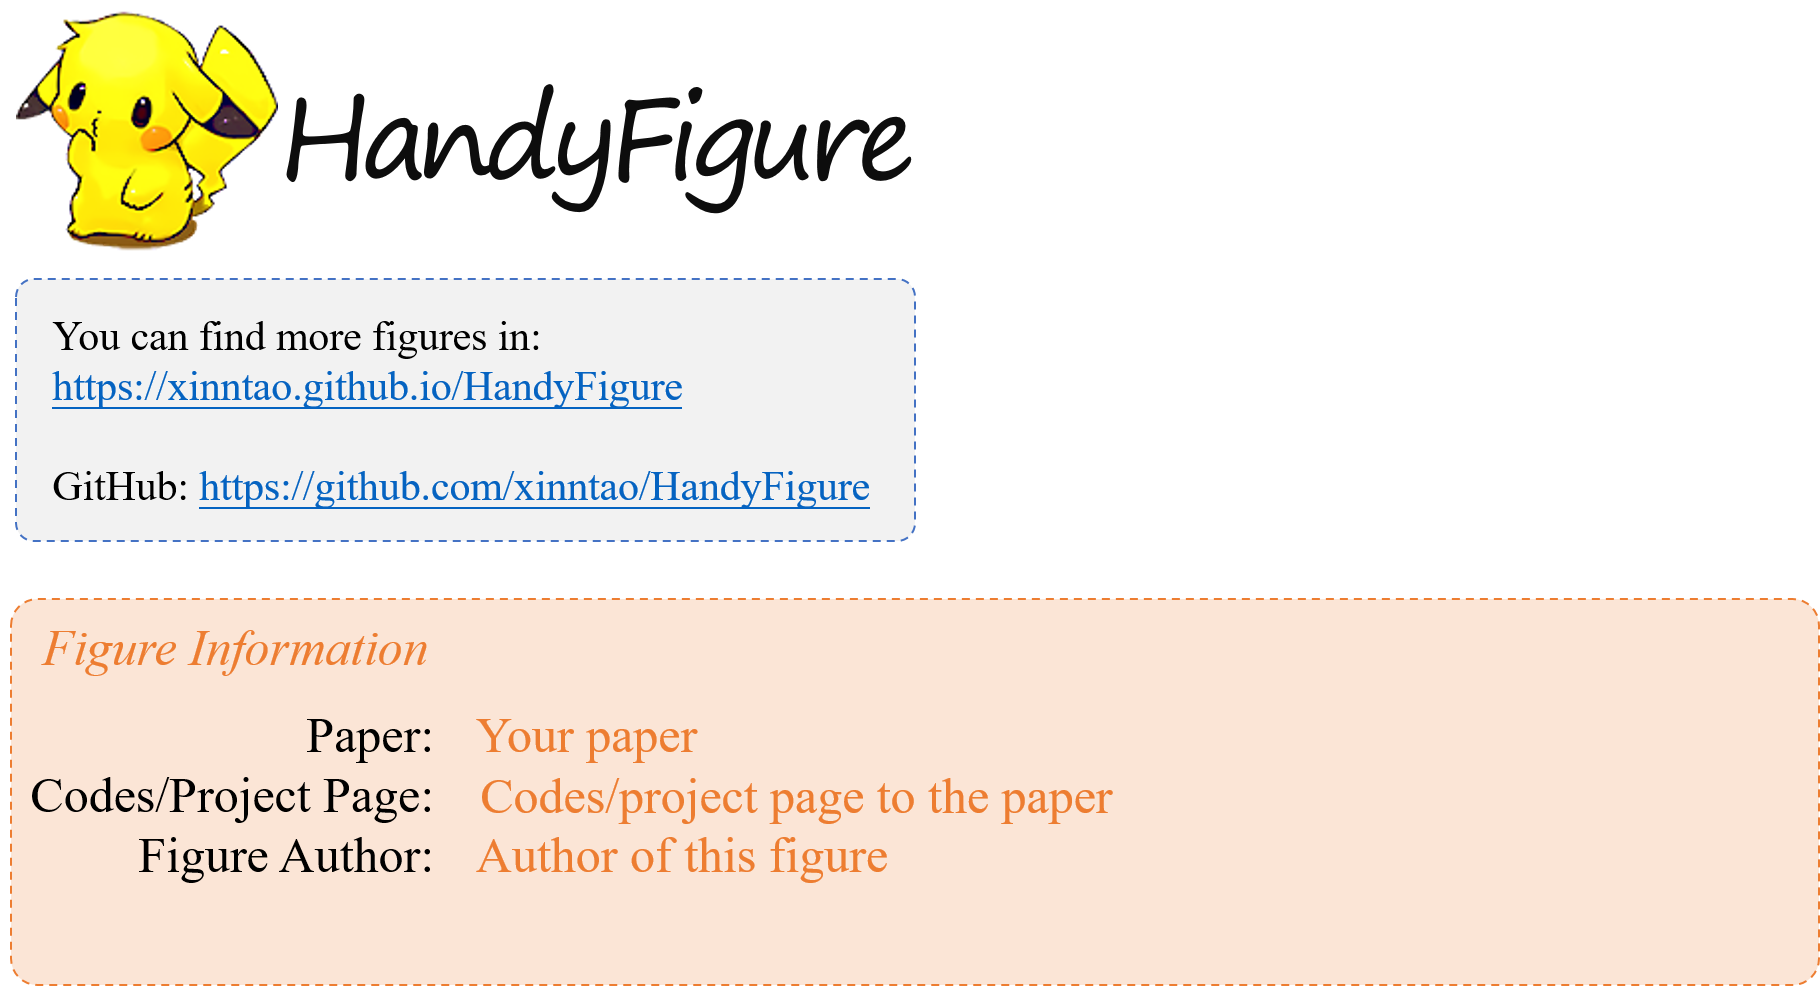 HandyFigure
You can find more figures in:
https://xinntao.github.io/HandyFigure
GitHub: https://github.com/xinntao/HandyFigure
Figure Information
Paper: Your paper
Codes/Project Page: Codes/project page to the paper
Figure Author: Author of this figure